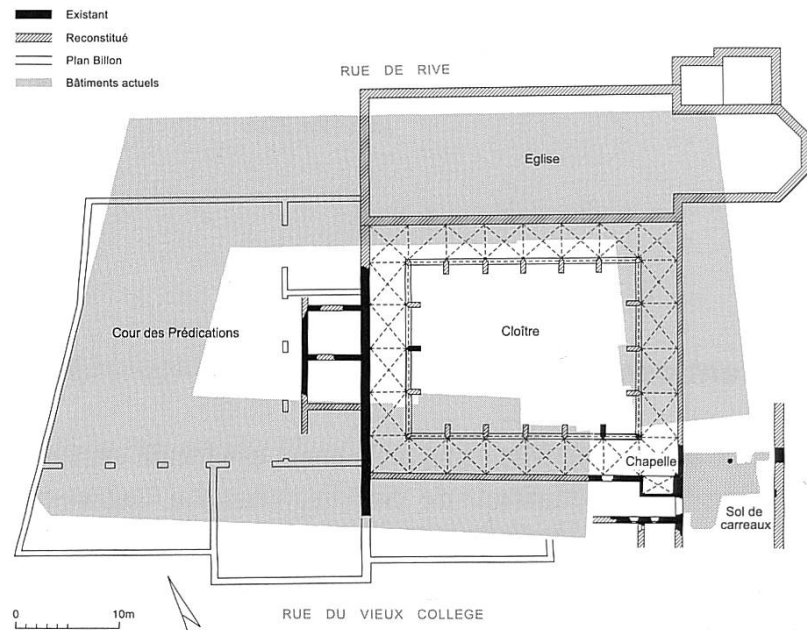 Existant
Reconstitué
Plan Billon
Bâtiments actuels
RUE DE RIVE
Eglise
Cour des Prédications
Cloître
Chapelle
Sol de
carreaux
0 10m
RUE DU VIEUX COLLEGE